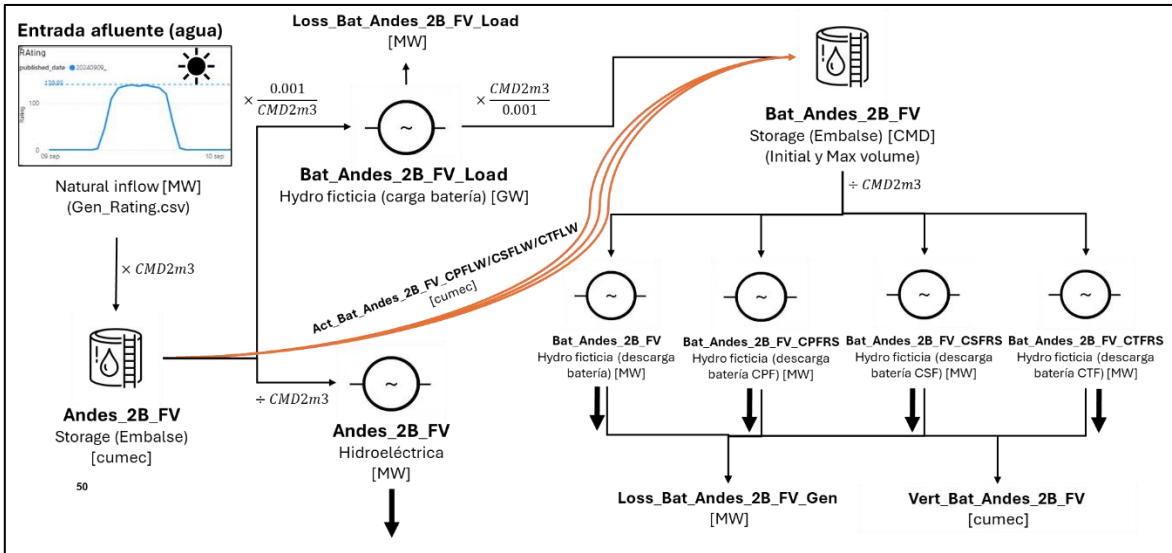 Entrada afluente (agua)
RAting
published_date 20240909_
100
Rating
0
09 sep
10 sep
Natural inflow [MW]
(Gen_Rating.csv)
× CMD2m3
Andes_2B_FV
Storage (Embalse)
[cumec]
50
× 0.001
CMD2m3
Loss_Bat_Andes_2B_FV_Load
[MW]
~
× CMD2m3
0.001
Bat_Andes_2B_FV_Load
Hydro ficticia (carga batería) [GW]
Act_Bat_Andes_2B_FV_CPFLW/CSFLW/CTFLW
[cumec]
÷ CMD2m3
~
Andes_2B_FV
Hidroeléctrica
[MW]
Bat_Andes_2B_FV
Storage (Embalse) [CMD]
(Initial y Max volume)
÷ CMD2m3
~
~
~
~
Bat_Andes_2B_FV
Hydro ficticia (descarga
batería) [MW]
Bat_Andes_2B_FV_CPFRS
Hydro ficticia (descarga
batería CPF) [MW]
Bat_Andes_2B_FV_CSFRS
Hydro ficticia (descarga
batería CSF) [MW]
Bat_Andes_2B_FV_CTFRS
Hydro ficticia (descarga
batería CTF) [MW]
Loss_Bat_Andes_2B_FV_Gen
[MW]
Vert_Bat_Andes_2B_FV
[cumec]